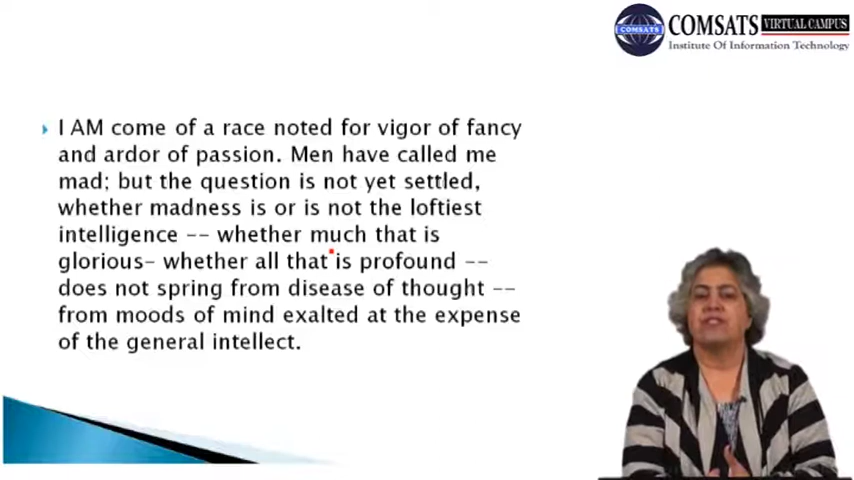 COMSATS VIRTUAL CAMPUS
COMSATS
Institute Of Information Technology
I AM come of a race noted for vigor of fancy
and ardor of passion. Men have called me
mad; but the question is not yet settled,
whether madness is or is not the loftiest
intelligence -- whether much that is
glorious- whether all that is profound --
does not spring from disease of thought --
from moods of mind exalted at the expense
of the general intellect.